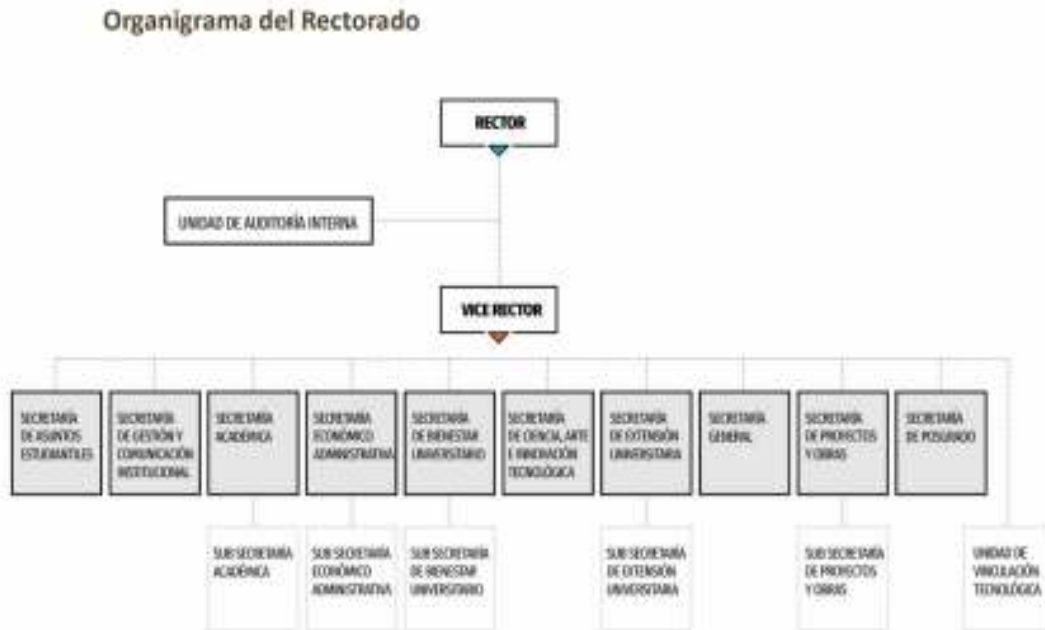 Organigrama del Rectorado
RECTOR
UNIDAD DE AUDITORÍA INTERNA
VICE RECTOR
SECRETARÍA
DE ASUNTOS
ESTUDIANTILES
SECRETARÍA
DE GESTIÓN Y
COMUNICACIÓN
INSTITUCIONAL
SECRETARÍA
ACADÉMICA
SECRETARÍA
ECONÓMICO
ADMINISTRATIVA
SECRETARÍA
DE BIENESTAR
UNIVERSITARIO
SECRETARÍA
DE CIENCIA, ARTE
E INNOVACIÓN
TECNOLÓGICA
SECRETARÍA
DE EXTENSIÓN
UNIVERSITARIA
SECRETARÍA
GENERAL
SECRETARÍA
DE PROYECTOS
Y OBRAS
SECRETARÍA
DE POSGRADO
SUB SECRETARÍA
ACADÉMICA
SUB SECRETARÍA
ECONÓMICO
ADMINISTRATIVA
SUB SECRETARÍA
DE BIENESTAR
UNIVERSITARIO
SUB SECRETARÍA
DE EXTENSIÓN
UNIVERSITARIA
SUB SECRETARÍA
DE PROYECTOS
Y OBRAS
UNIDAD DE
VINCULACIÓN
TECNOLÓGICA